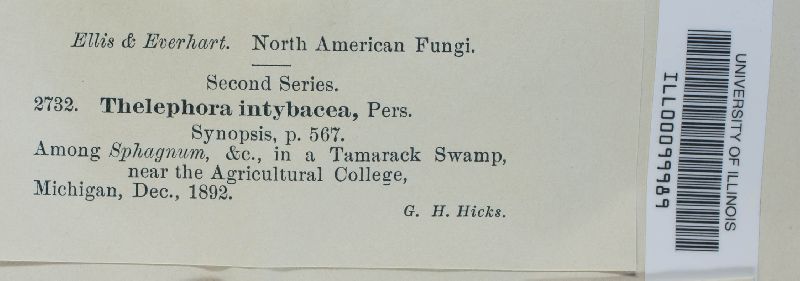 Ellis & Everhart. North American Fungi.
Second Series.
2732. Thelephora intybacea, Pers.
Synopsis, p. 567.
Among Sphagnum, &c., in a Tamarack Swamp,
near the Agricultural College,
Michigan, Dec., 1892.
G. H. Hicks.
UNIVERSITY OF ILLINOIS
ILL00099989